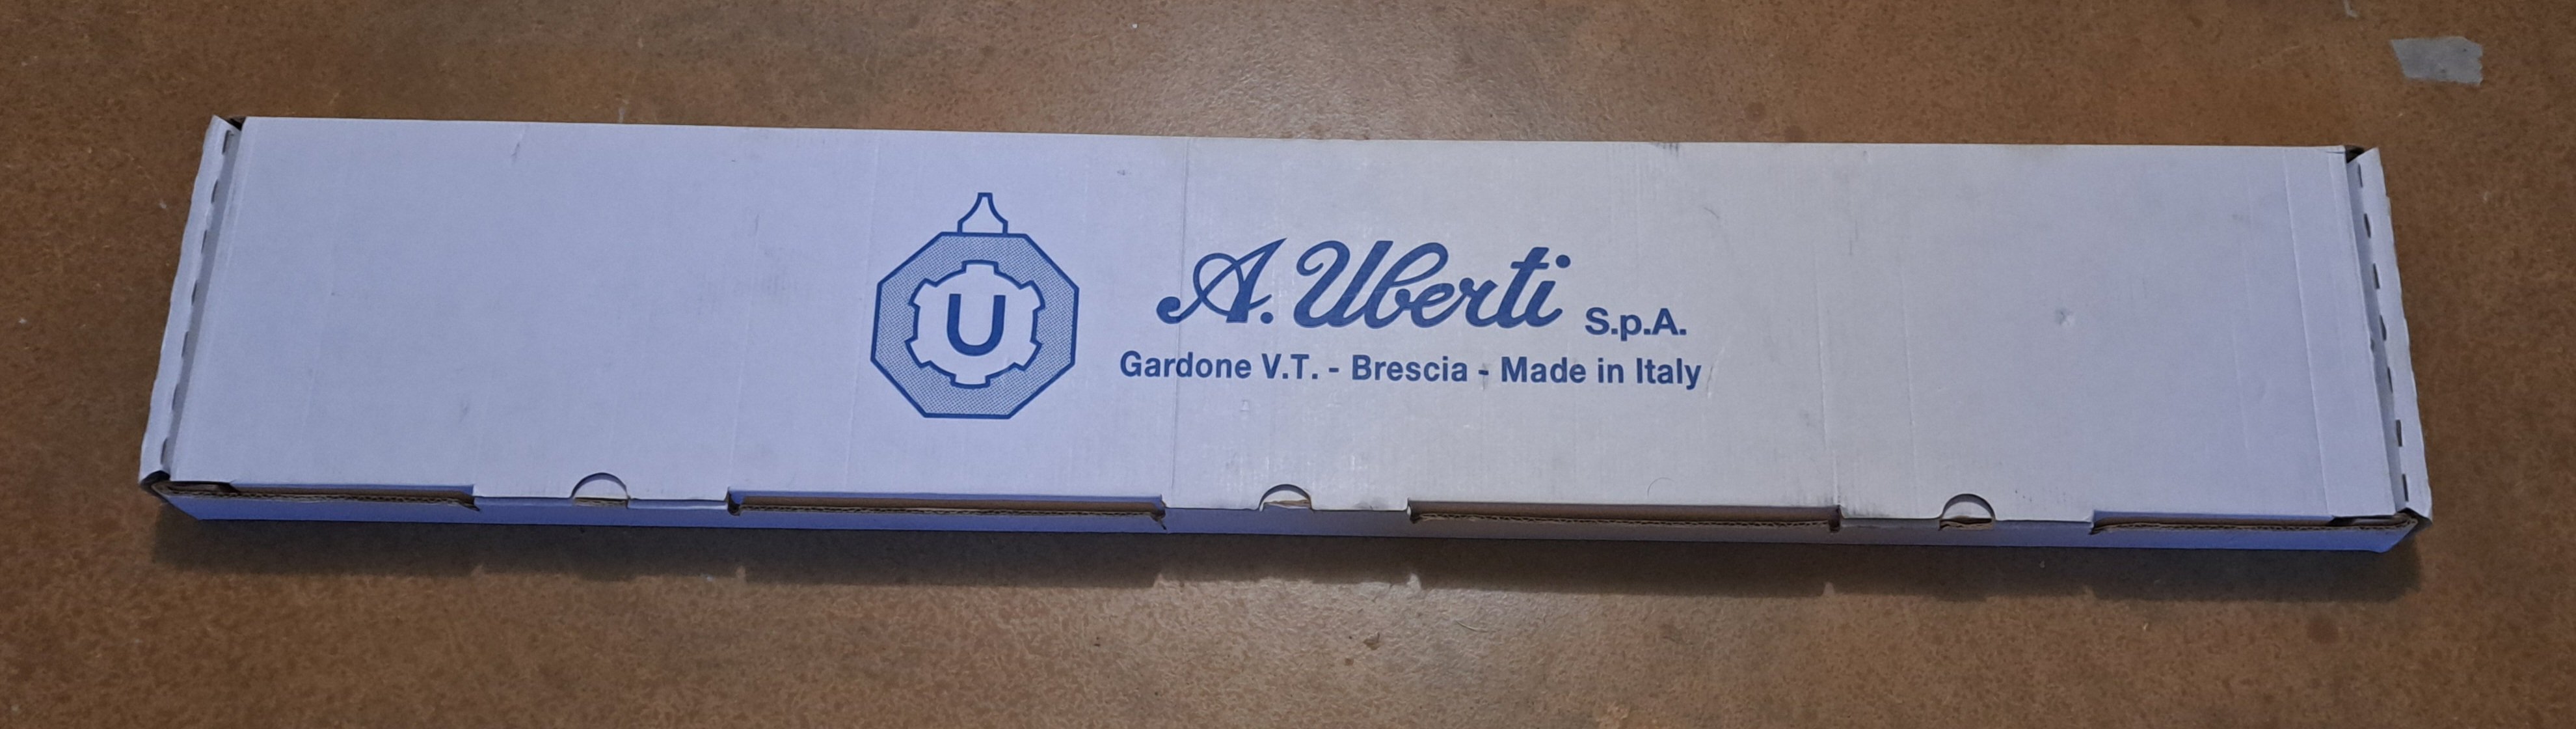 U
A. Uberti S.p.A.
Gardone V.T. - Brescia - Made in Italy